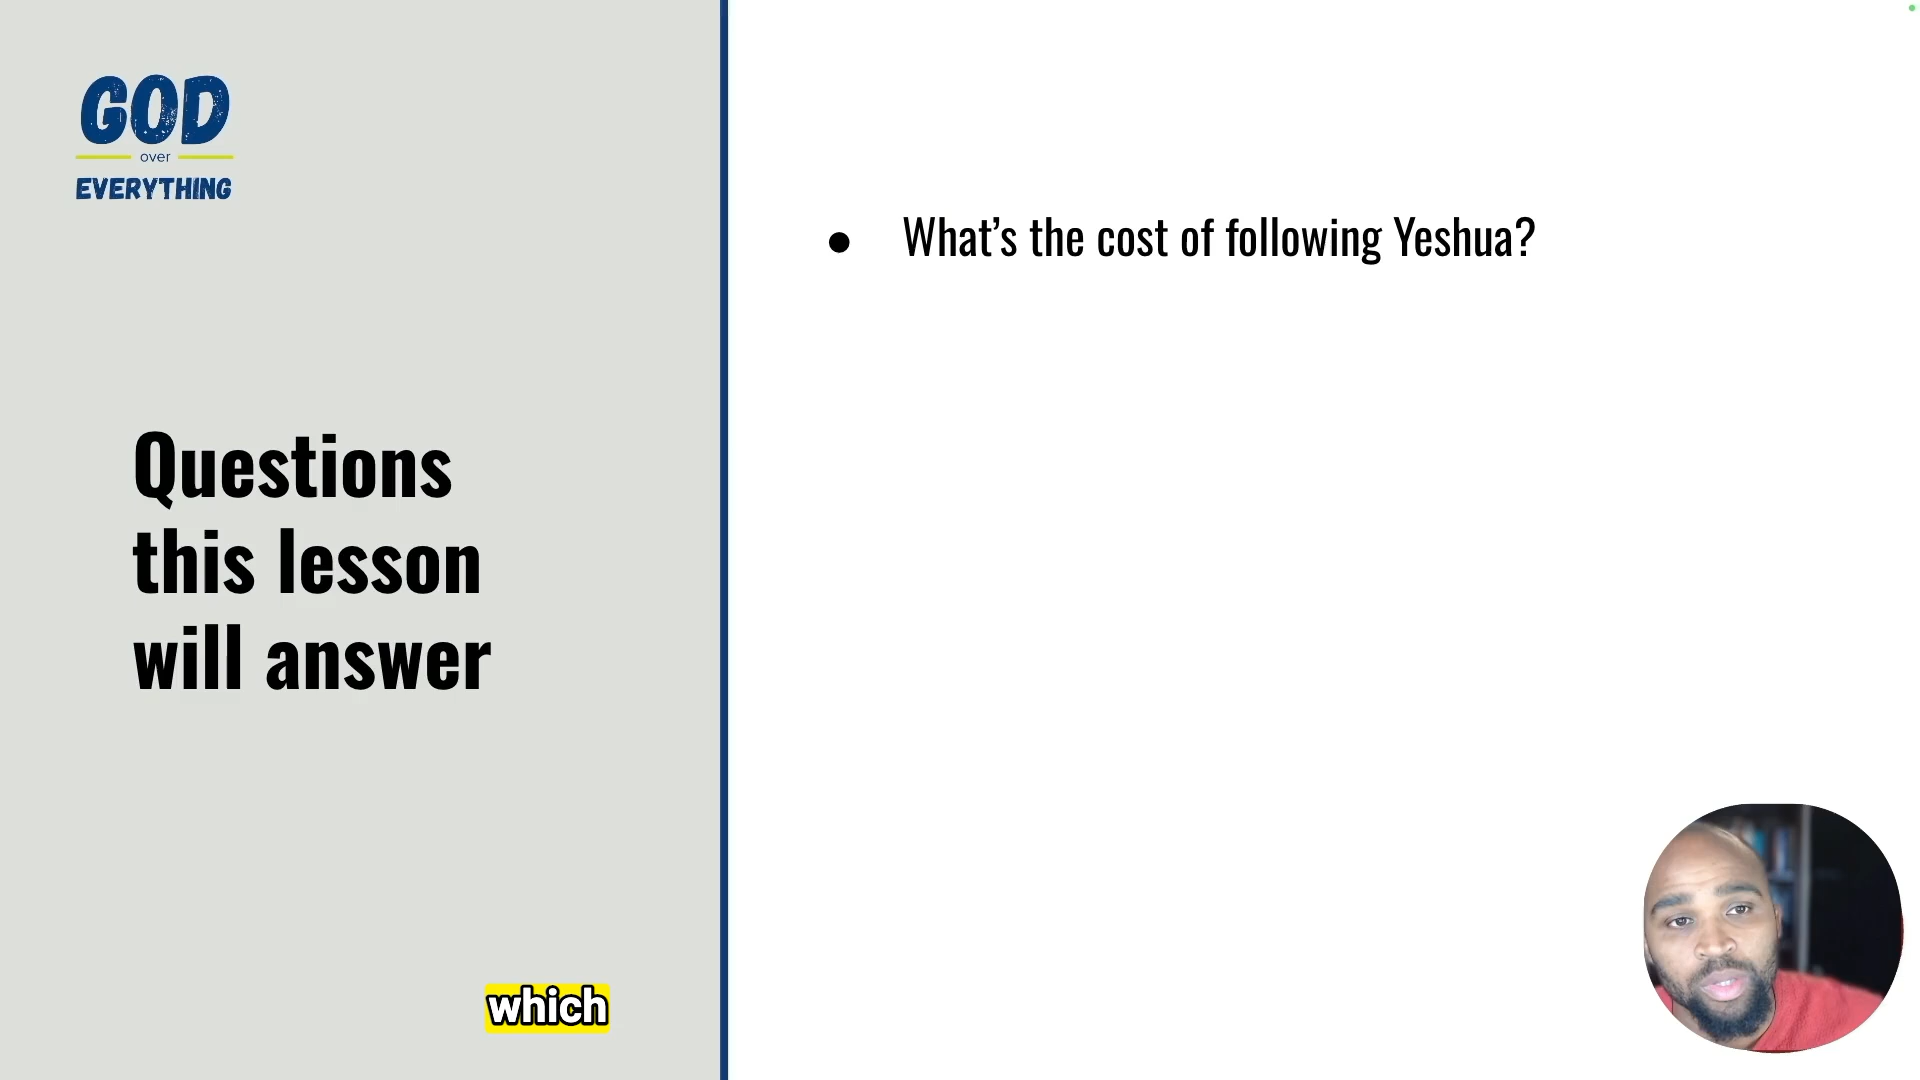 GOD
over
EVERYTHING
Questions
this lesson
will answer
● What’s the cost of following Yeshua?
which